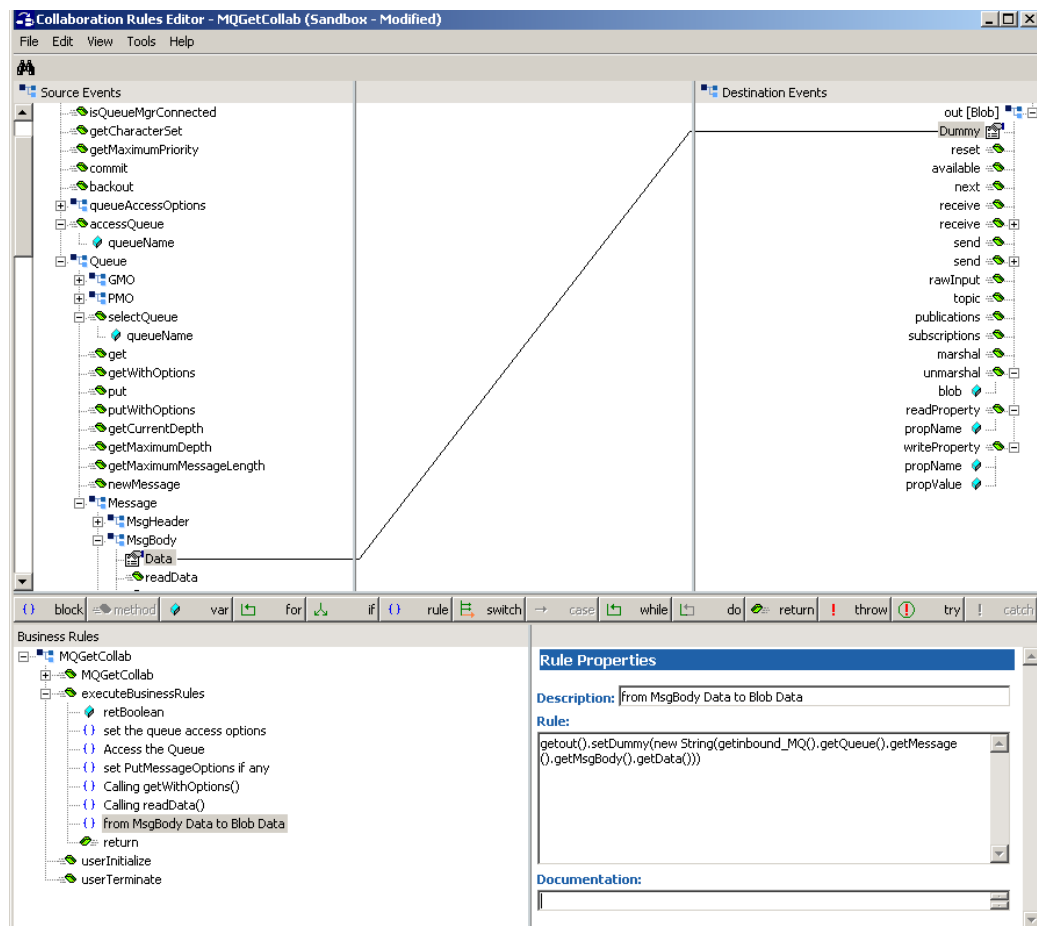 Collaboration Rules Editor - MQGetCollab (Sandbox - Modified)
File Edit View Tools Help
Source Events
isQueueMgrConnected
getCharacterSet
getMaximumPriority
commit
backout
queueAccessOptions
accessQueue
queueName
Queue
GMO
PMO
selectQueue
queueName
get
getWithOptions
put
putWithOptions
getCurrentDepth
getMaximumDepth
getMaximumMessageLength
newMessage
Message
MsgHeader
MsgBody
Data
readData
Destination Events
out [Blob]
Dummy
reset
available
next
receive
receive
send
send
rawInput
topic
publications
subscriptions
marshal
unmarshal
blob
readProperty
propName
writeProperty
propName
propValue
{} block method var for if {} rule switch case while do return ! throw try ! catch
Business Rules
MQGetCollab
MQGetCollab
executeBusinessRules
retBoolean
{} set the queue access options
{} Access the Queue
{} set PutMessageOptions if any
{} Calling getWithOptions()
{} Calling readData()
{} from MsgBody Data to Blob Data
return
userInitialize
userTerminate
Rule Properties
Description: from MsgBody Data to Blob Data
Rule:
getout().setDummy(new String(getinbound_MQ().getQueue().getMessage
().getMsgBody().getData()))
Documentation: